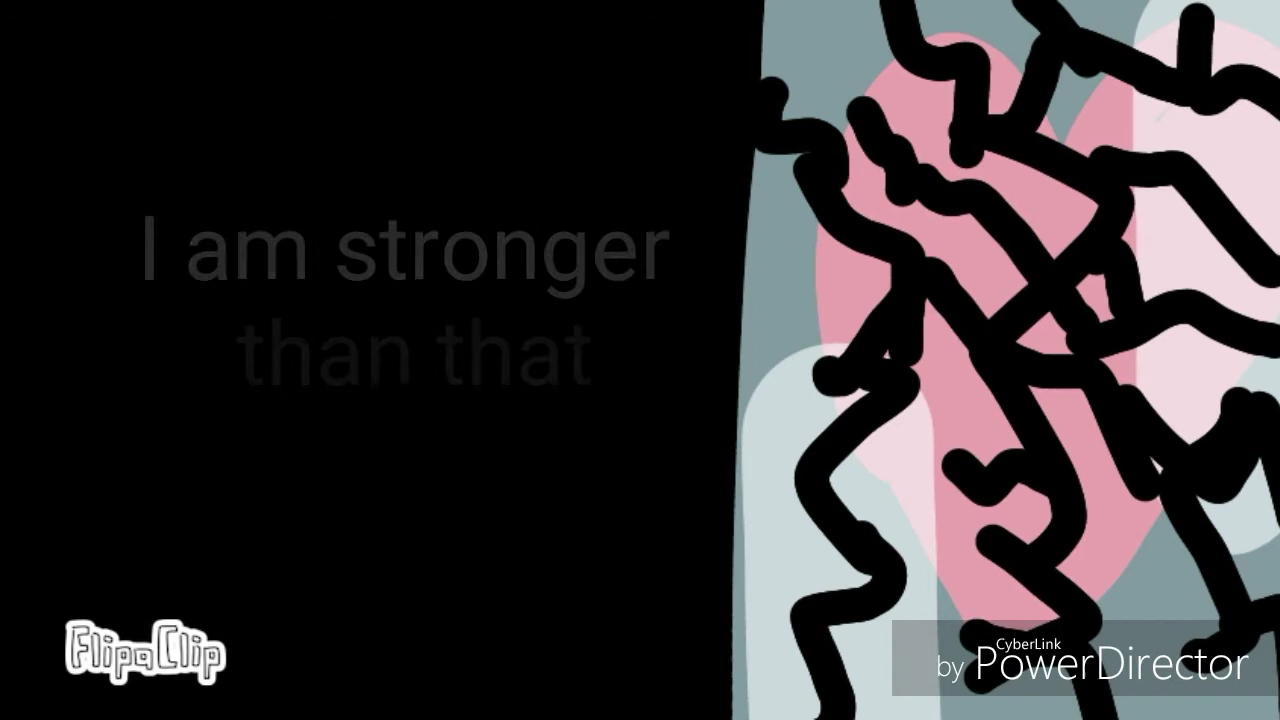 I am stronger
than that
FlipaClip
CyberLink
by PowerDirector